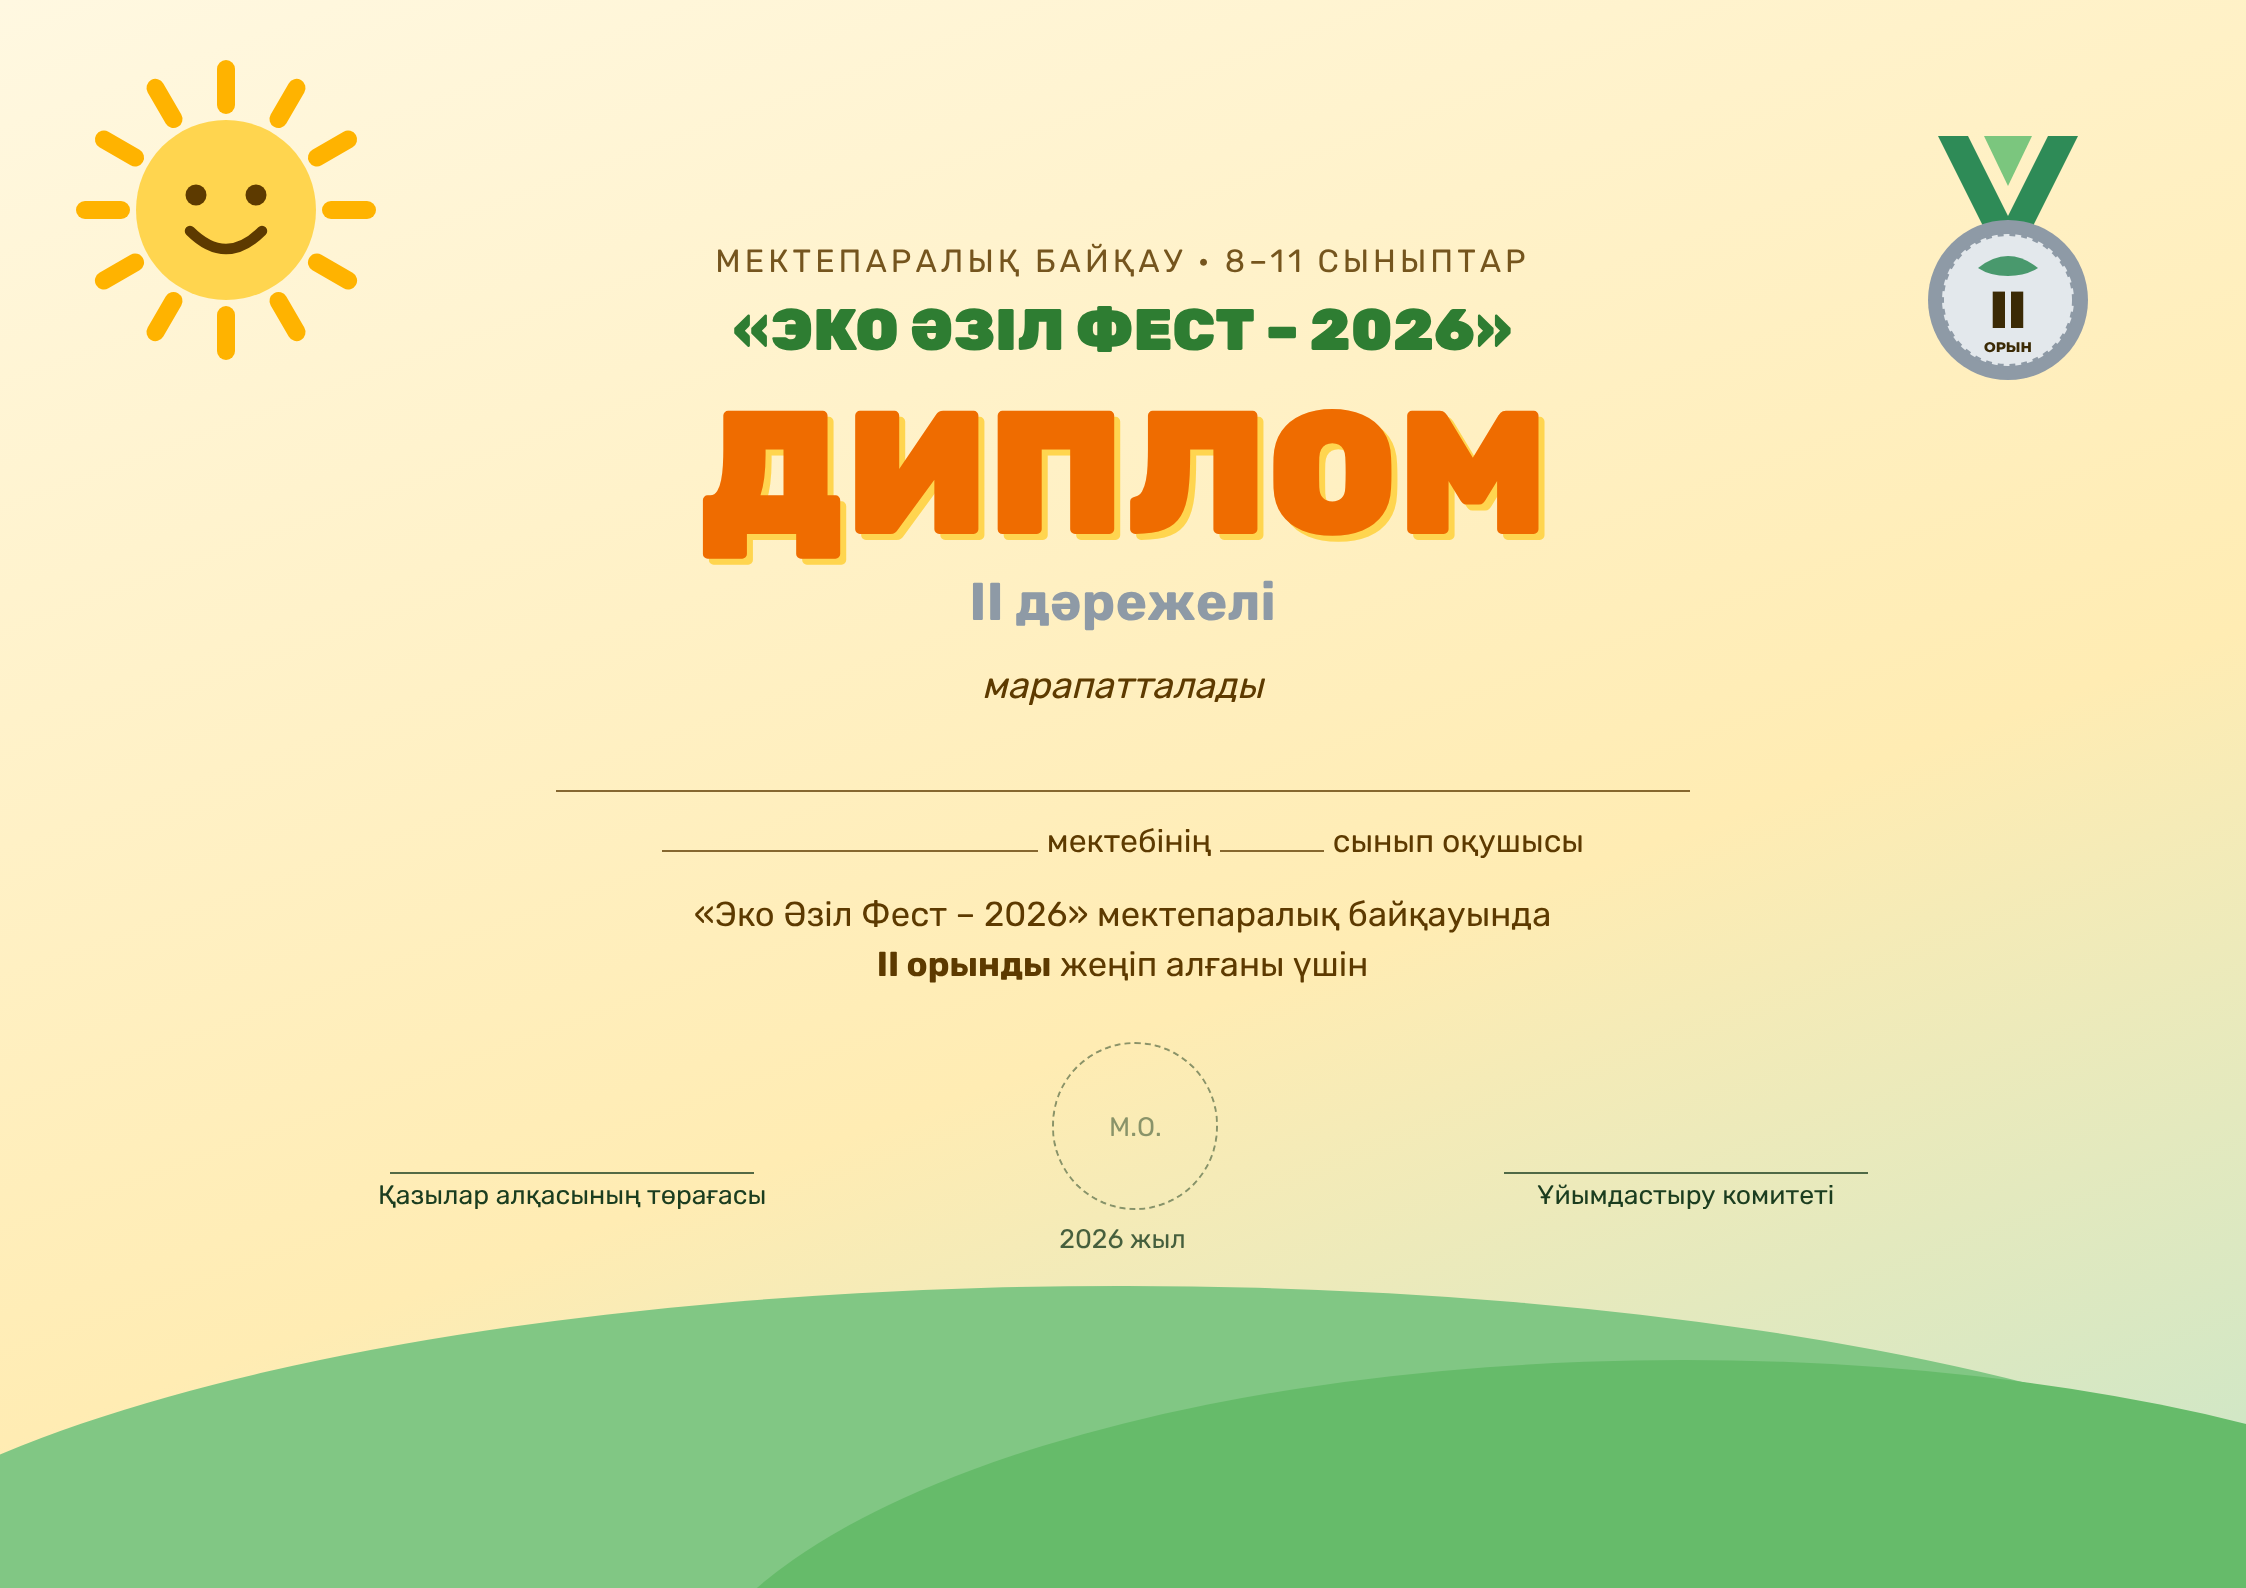 МЕКТЕПАРАЛЫҚ БАЙҚАУ • 8–11 СЫНЫПТАР
«ЭКО ӘЗІЛ ФЕСТ – 2026»
II
ОРЫН
ДИПЛОМ
II дәрежелі
марапатталады
мектебінің сынып оқушысы
«Эко Әзіл Фест – 2026» мектепаралық байқауында
II орынды жеңіп алғаны үшін
М.О.
Қазылар алқасының төрағасы
Ұйымдастыру комитеті
2026 жыл